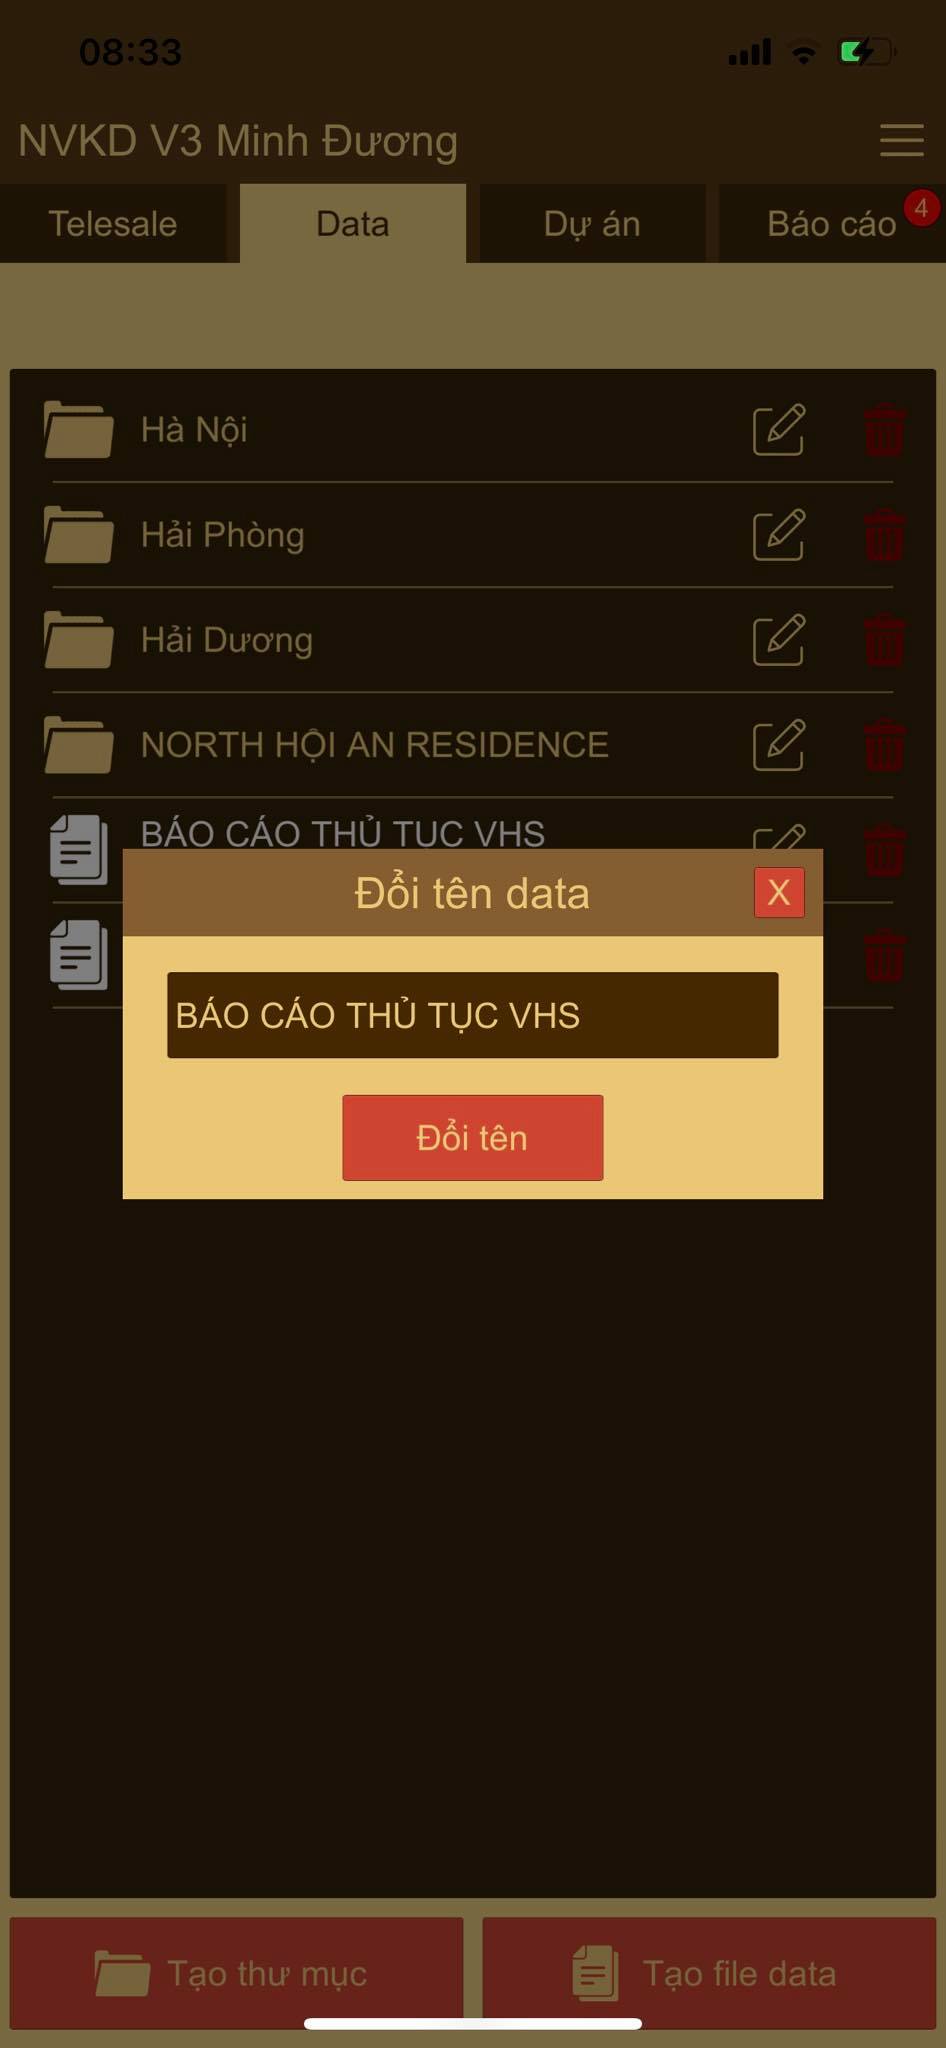 08:33
NVKD V3 Minh Đương
Telesale
Data
Dự án
Báo cáo
4
Hà Nội
Hải Phòng
Hải Dương
NORTH HỘI AN RESIDENCE
BÁO CÁO THỦ TỤC VHS
Đổi tên data
X
BÁO CÁO THỦ TỤC VHS
Đổi tên
Tạo thư mục
Tạo file data